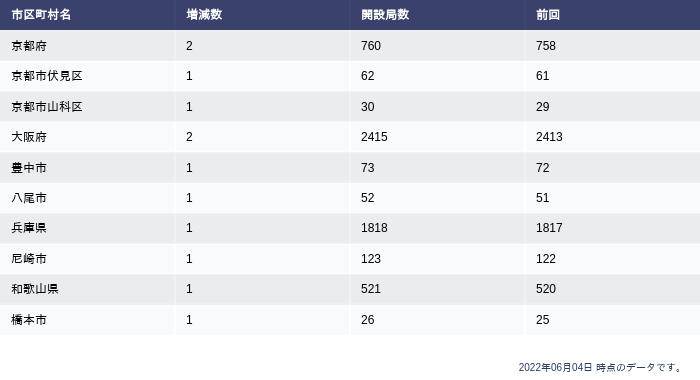 市区町村名 増減数 開設局数 前回
京都府 2 760 758
京都市伏見区 1 62 61
京都市山科区 1 30 29
大阪府 2 2415 2413
豊中市 1 73 72
八尾市 1 52 51
兵庫県 1 1818 1817
尼崎市 1 123 122
和歌山県 1 521 520
橋本市 1 26 25
2022年06月04日 時点のデータです。